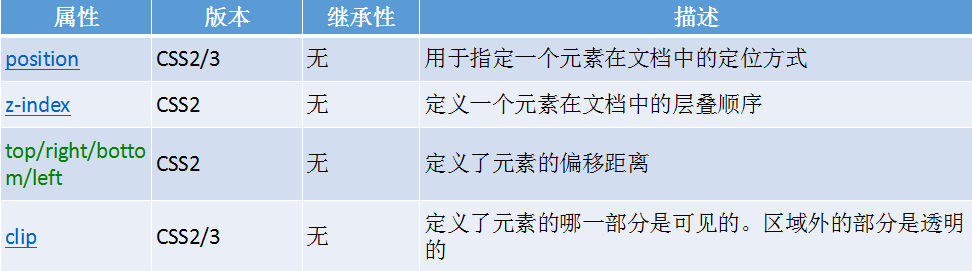 属性 版本 继承性 描述
position CSS2/3 无 用于指定一个元素在文档中的定位方式
z-index CSS2 无 定义一个元素在文档中的层叠顺序
top/right/botto
m/left CSS2 无 定义了元素的偏移距离
clip CSS2/3 无 定义了元素的哪一部分是可见的。区域外的部分是透明
的